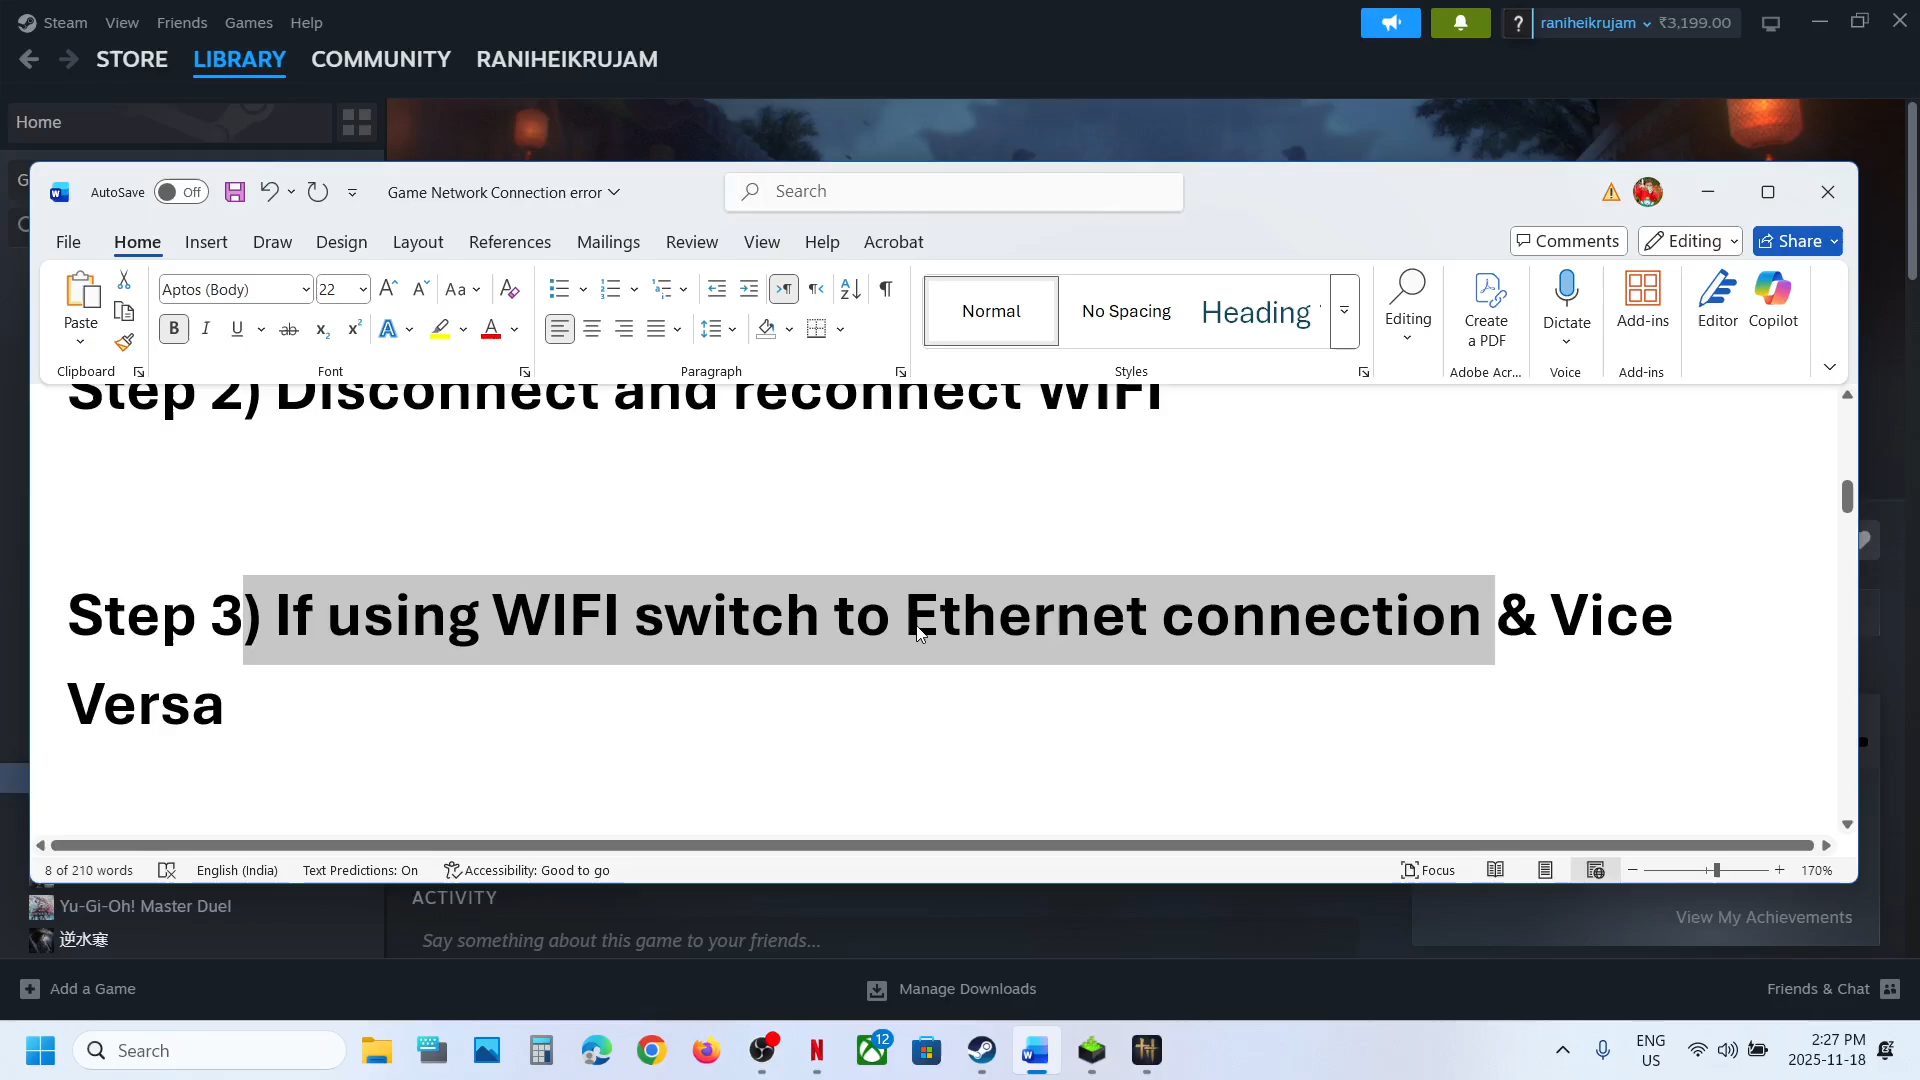 Steam View Friends Games Help
raniheikrujam ₹3,199.00
STORE LIBRARY COMMUNITY RANIHEIKRUJAM
Home
AutoSave Off Game Network Connection error Search
File Home Insert Draw Design Layout References Mailings Review View Help Acrobat Comments Editing Share
Paste Aptos (Body) 22 Normal No Spacing Heading Editing Create a PDF Dictate Add-ins Editor Copilot
Clipboard Font Paragraph Styles Adobe Acr... Voice Add-ins
Step 2) Disconnect and reconnect WIFI
Step 3) If using WIFI switch to Ethernet connection & Vice
Versa
8 of 210 words English (India) Text Predictions: On Accessibility: Good to go Focus 170%
ACTIVITY
Yu-Gi-Oh! Master Duel
View My Achievements
逆水寒
Say something about this game to your friends...
Add a Game Manage Downloads Friends & Chat
Search 12 ENG US 2:27 PM 2025-11-18